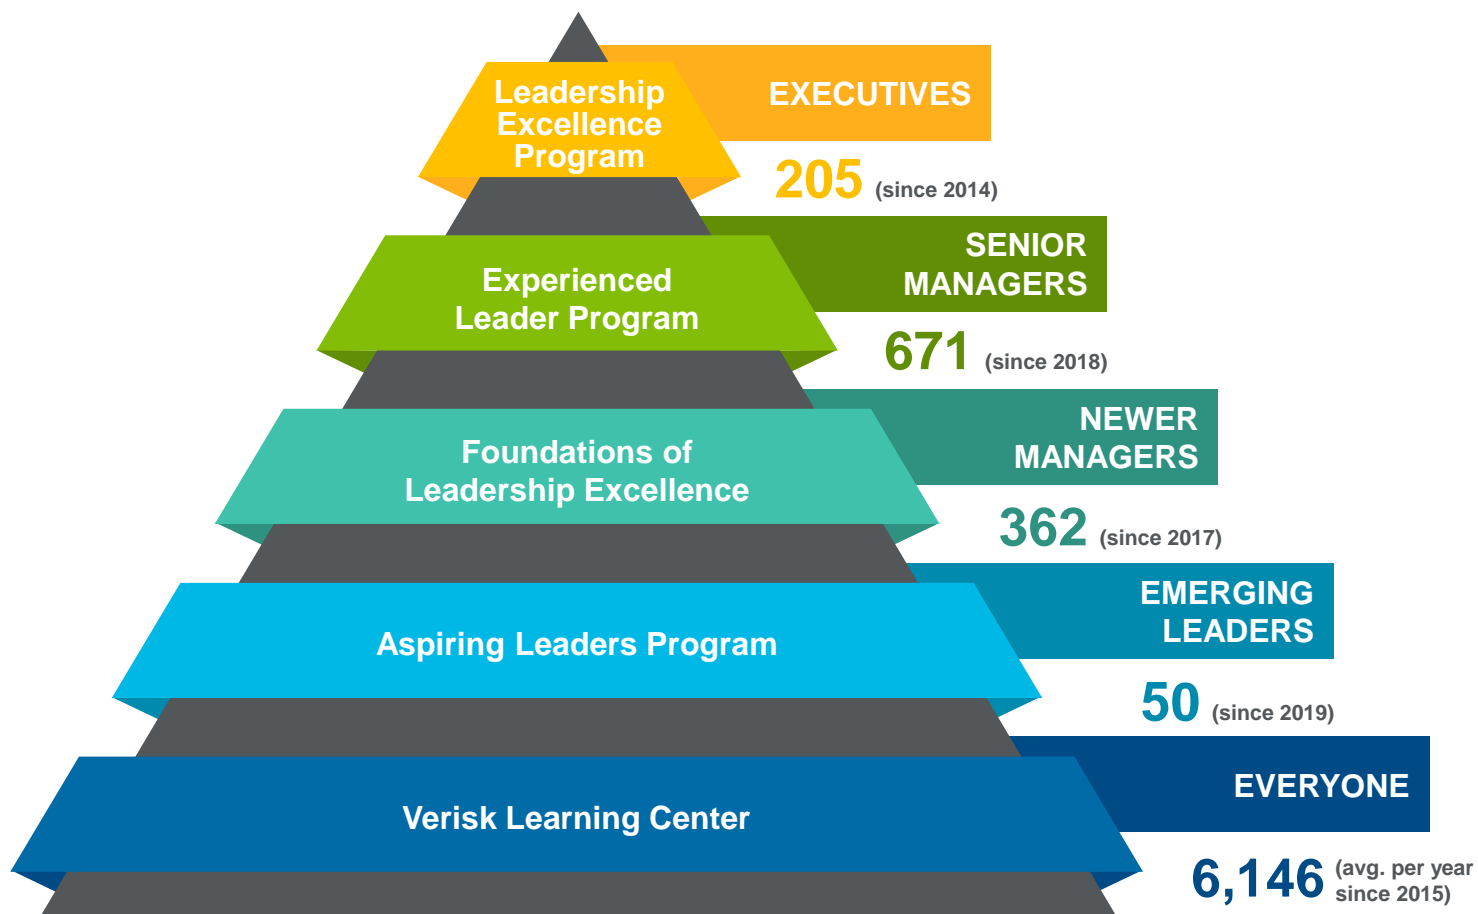 Leadership
Excellence
Program
EXECUTIVES
205 (since 2014)
Experienced
Leader Program
SENIOR
MANAGERS
671 (since 2018)
Foundations of
Leadership Excellence
NEWER
MANAGERS
362 (since 2017)
Aspiring Leaders Program
EMERGING
LEADERS
50 (since 2019)
Verisk Learning Center
EVERYONE
6,146 (avg. per year
since 2015)